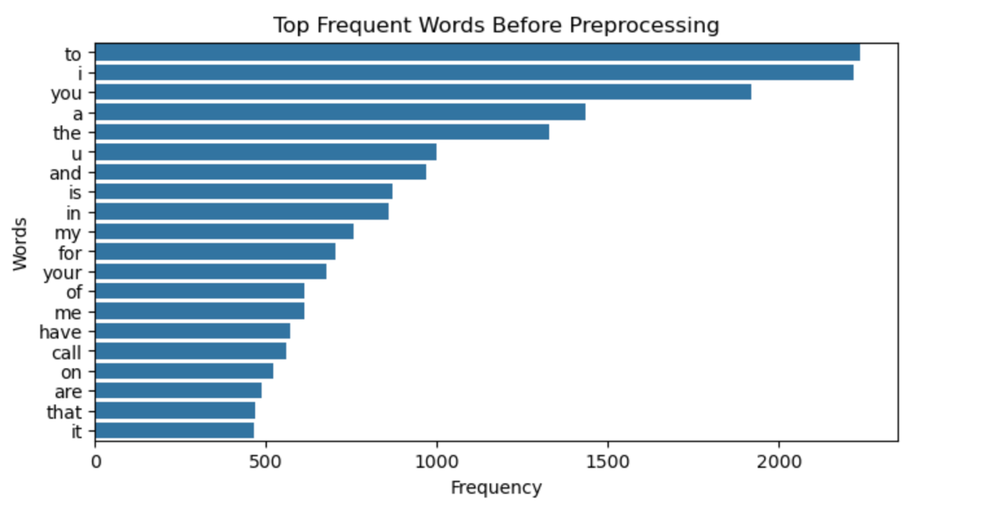 Top Frequent Words Before Preprocessing
Words
to
i
you
a
the
u
and
is
in
my
for
your
of
me
have
call
on
are
that
it
0 500 1000 1500 2000
Frequency